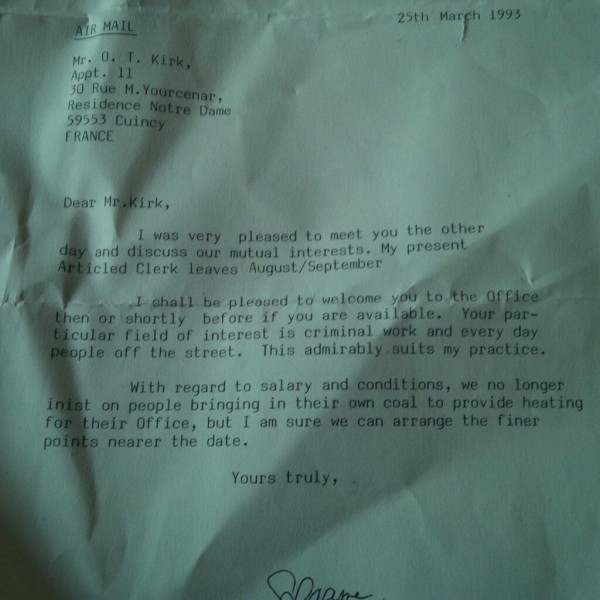 25th March 1993
AIR MAIL
Mr. O. T. Kirk,
Appt. 11
30 Rue M.Yourcenar,
Residence Notre Dame
59553 Cuincy
FRANCE
Dear Mr.Kirk,
I was very pleased to meet you the other
day and discuss our mutual interests. My present
Articled Clerk leaves August/September
I shall be pleased to welcome you to the Office
then or shortly before if you are available. Your par-
ticular field of interest is criminal work and every day
people off the street. This admirably suits my practice.
With regard to salary and conditions, we no longer
inist on people bringing in their own coal to provide heating
for their Office, but I am sure we can arrange the finer
points nearer the date.
Yours truly,